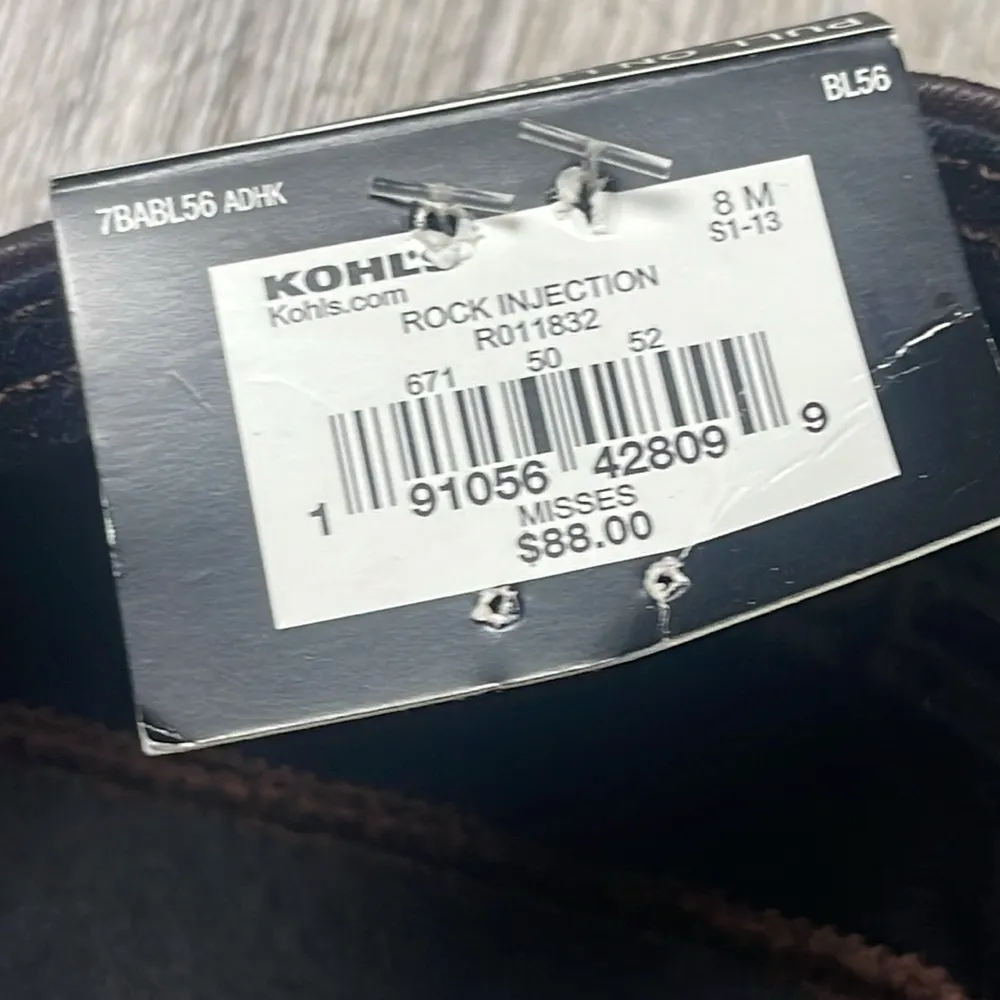 PULL ON
BL56
7BABL56 ADHK
8 M
S1-13
KOHL'S
Kohls.com
ROCK INJECTION
R011832
671 50 52
1 91056 42809 9
MISSES
$88.00